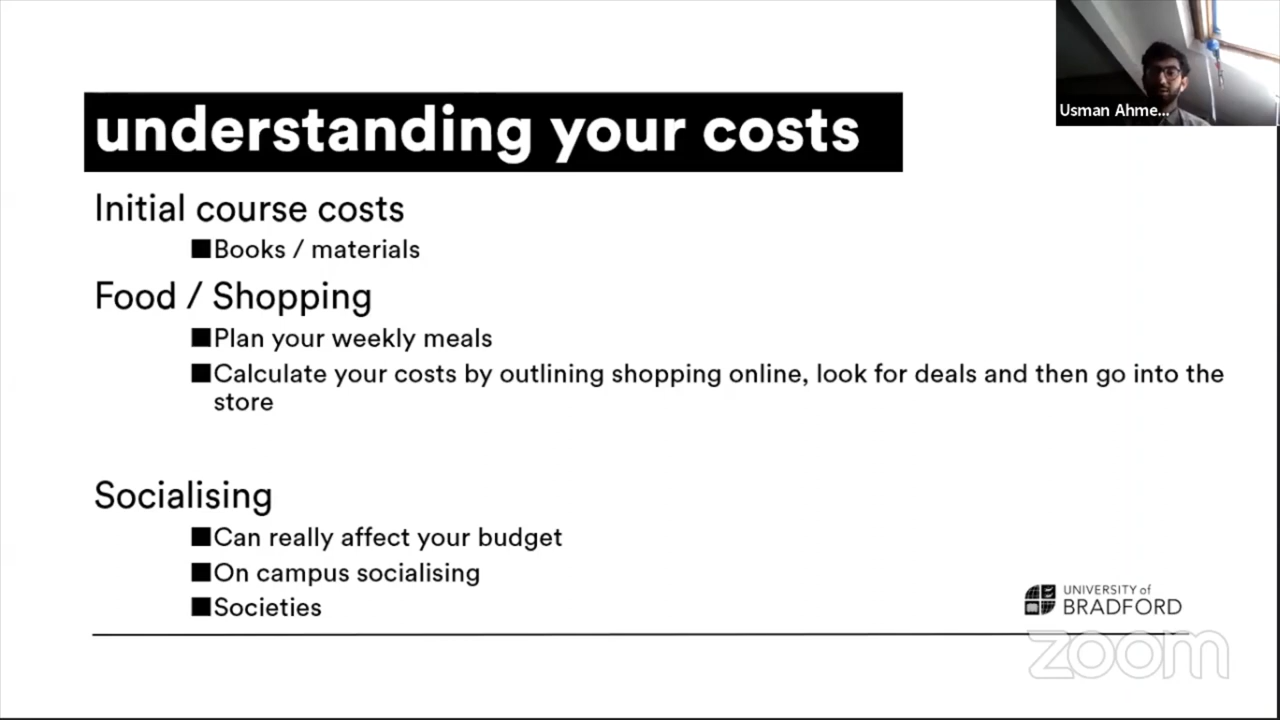 Usman Ahme...
understanding your costs
Initial course costs
■Books / materials
Food / Shopping
■Plan your weekly meals
■Calculate your costs by outlining shopping online, look for deals and then go into the
store
Socialising
■Can really affect your budget
■On campus socialising
■Societies
UNIVERSITY of
BRADFORD
zoom